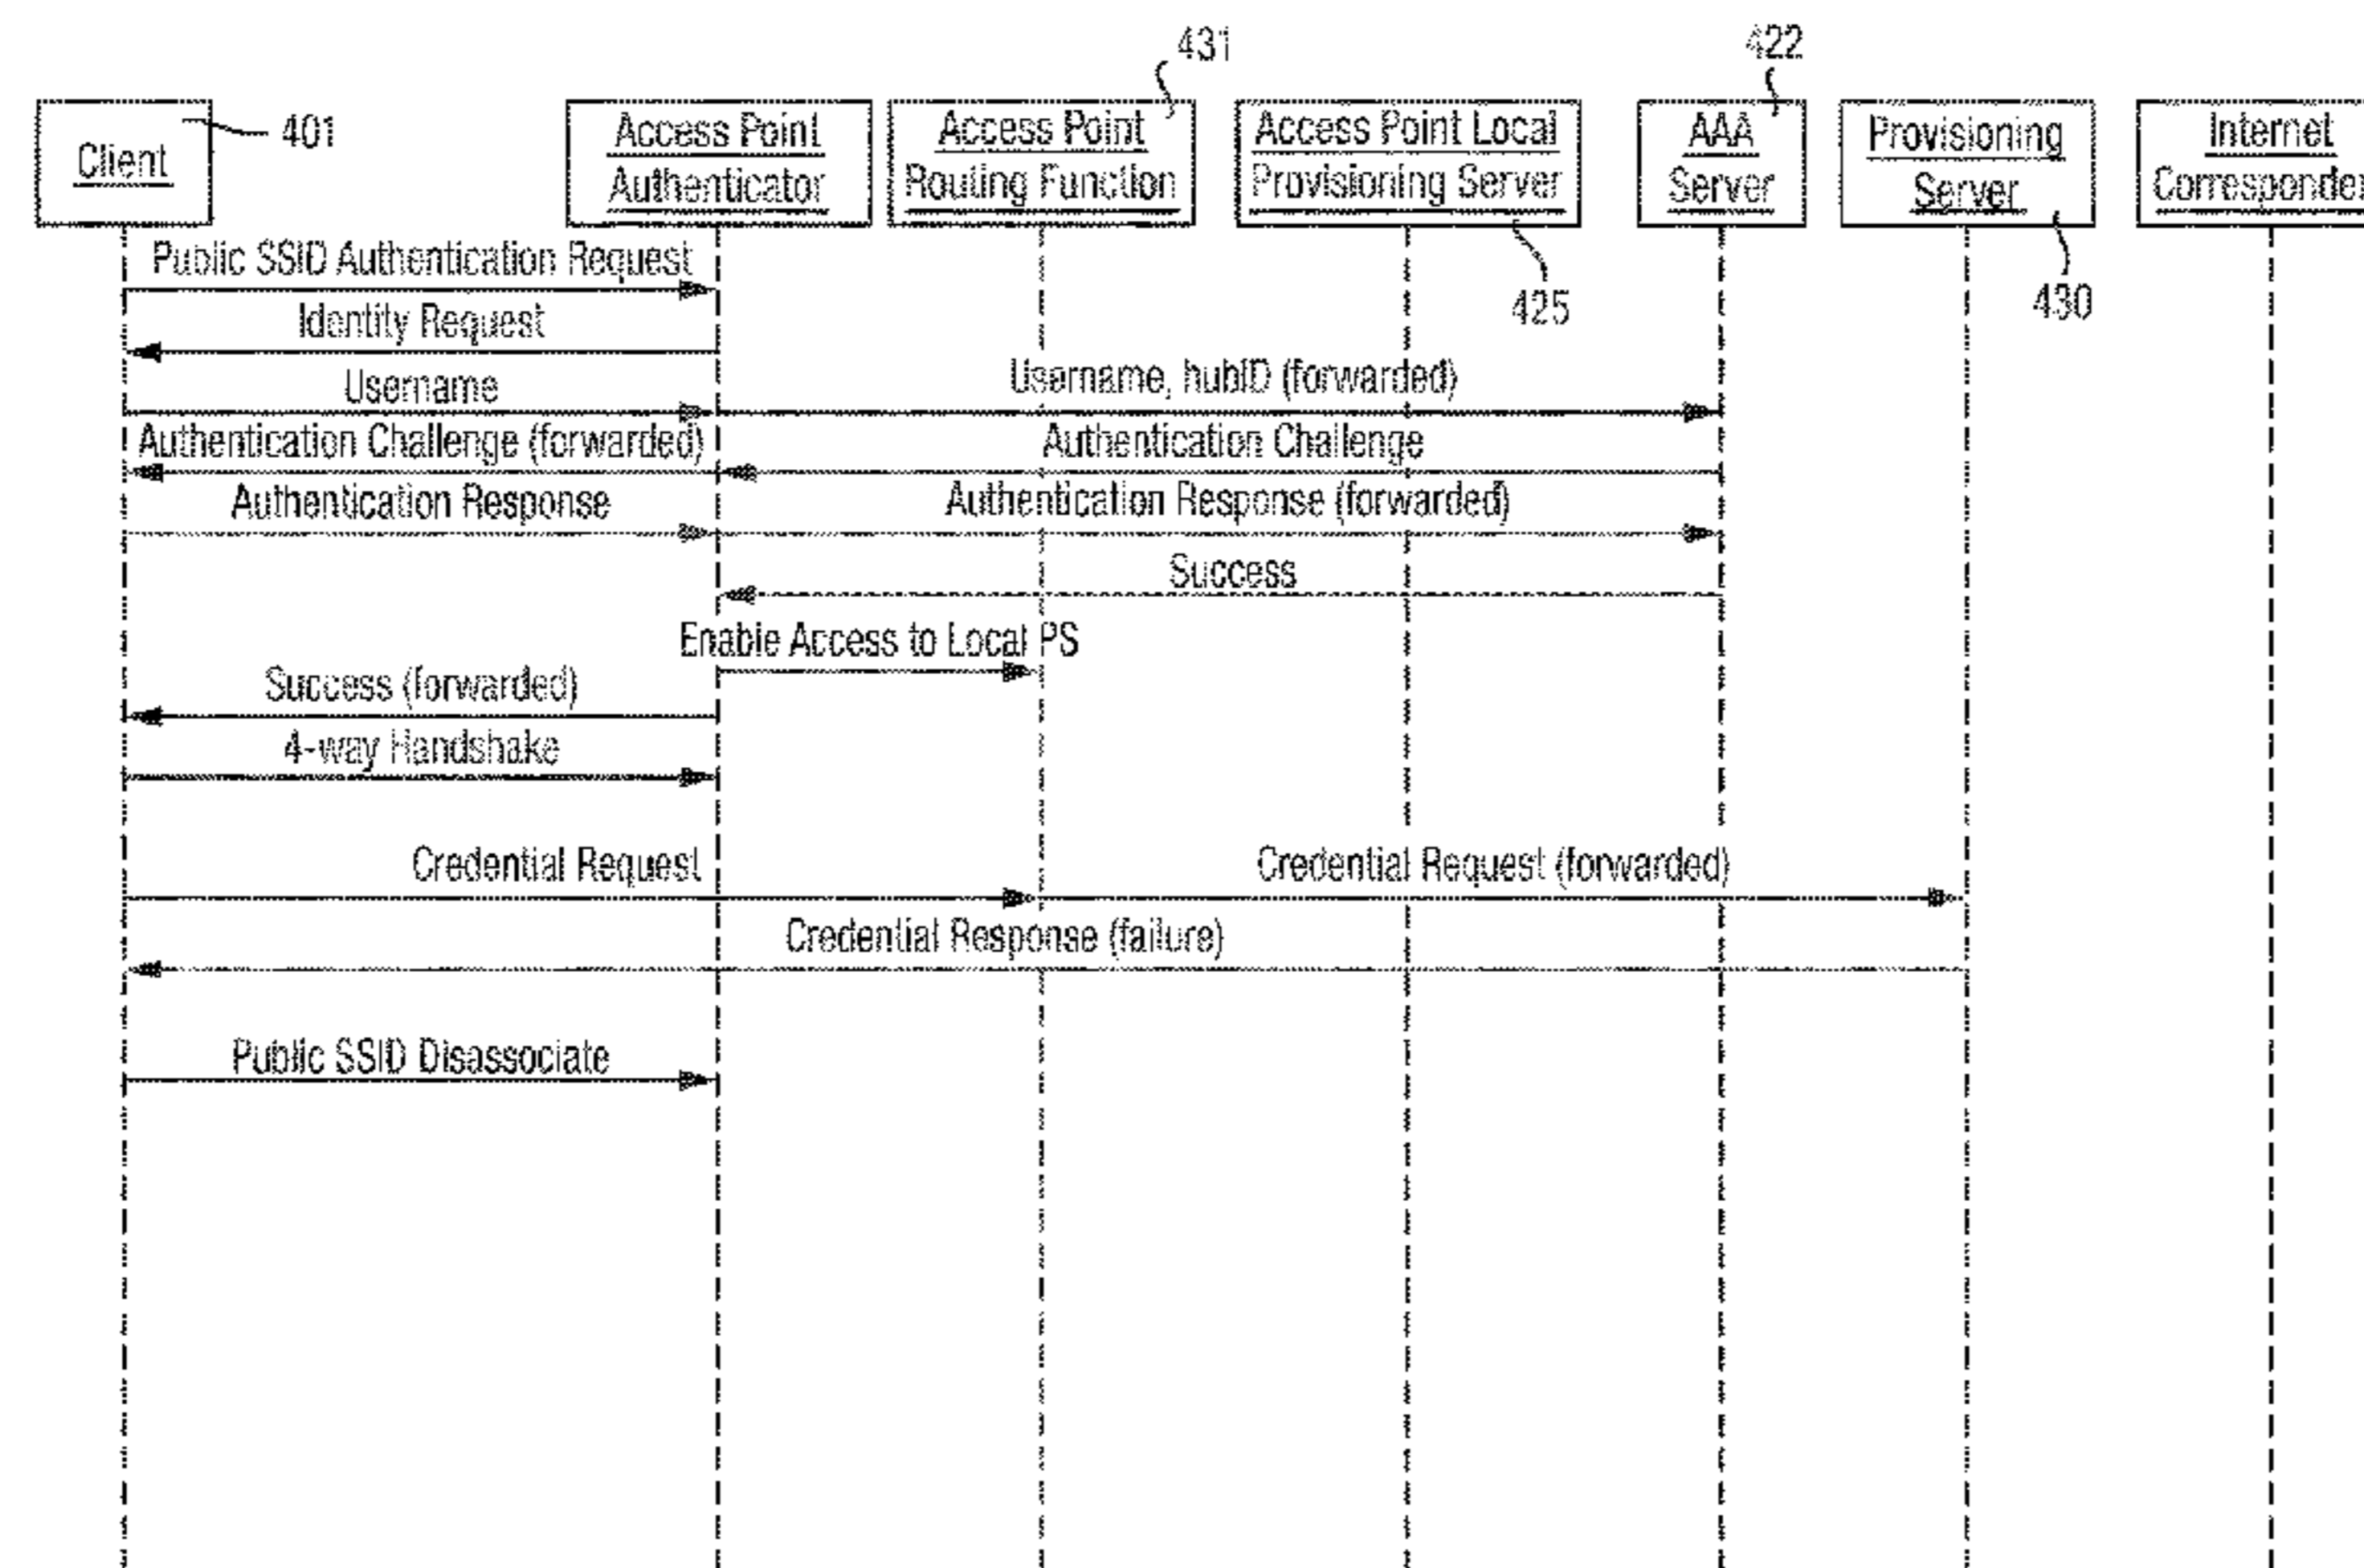 431
422
Client
401
Access Point
Authenticator
Access Point
Routing Function
Access Point Local
Provisioning Server
AAA
Server
Provisioning
Server
Internet
425
430
Public SSID Authentication Request
Identity Request
Username
Username, hubID (forwarded)
Authentication Challenge (forwarded)
Authentication Challenge
Authentication Response
Authentication Response (forwarded)
Success
Enable Access to Local PS
Success (forwarded)
4-way Handshake
Credential Request
Credential Request (forwarded)
Credential Response (failure)
Public SSID Disassociate